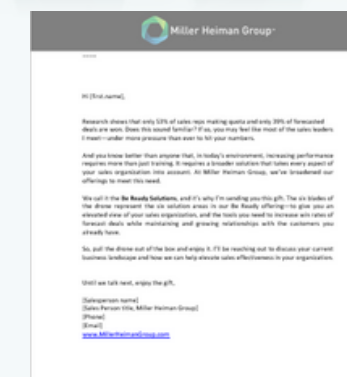 Miller Heiman Group™
Hi [first name],
Research shows that only 53% of sales reps making quota and only 39% of forecasted
deals are won. Does this sound familiar? If so, you may feel like most of the sales leaders
I meet—under more pressure than ever to hit your numbers.
And you know better than anyone that, in today's environment, increasing performance
requires more than just training. It requires a broader solution that takes every aspect of
your sales organization into account. At Miller Heiman Group, we've broadened our
offerings to meet this need.
We call it the Be Ready Solutions, and it's why I'm sending you this gift. The six blades of
the drone represent the six solution areas in our Be Ready offering—to give you an
elevated view of your sales organization, and the tools you need to increase win rates of
forecast deals while maintaining and growing relationships with the customers you
already have.
So, pull the drone out of the box and enjoy it. I'll be reaching out to discuss your current
business landscape and how we can help elevate sales effectiveness in your organization.
Until we talk next, enjoy the gift,
[Salesperson name]
[Sales Person title, Miller Heiman Group]
[Phone]
[Email]
www.MillerHeimanGroup.com